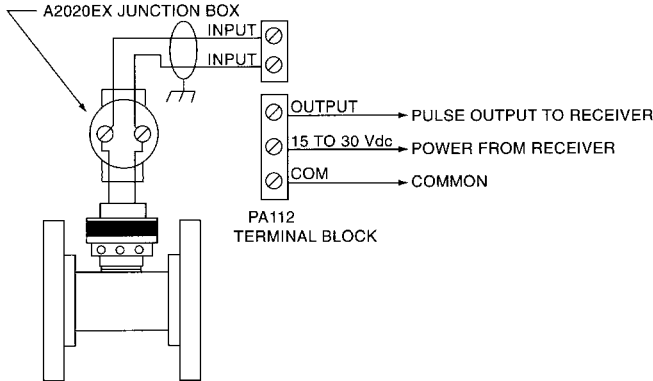 A2020EX JUNCTION BOX
INPUT
INPUT
OUTPUT
PULSE OUTPUT TO RECEIVER
15 TO 30 Vdc
POWER FROM RECEIVER
COM
COMMON
PA112
TERMINAL BLOCK